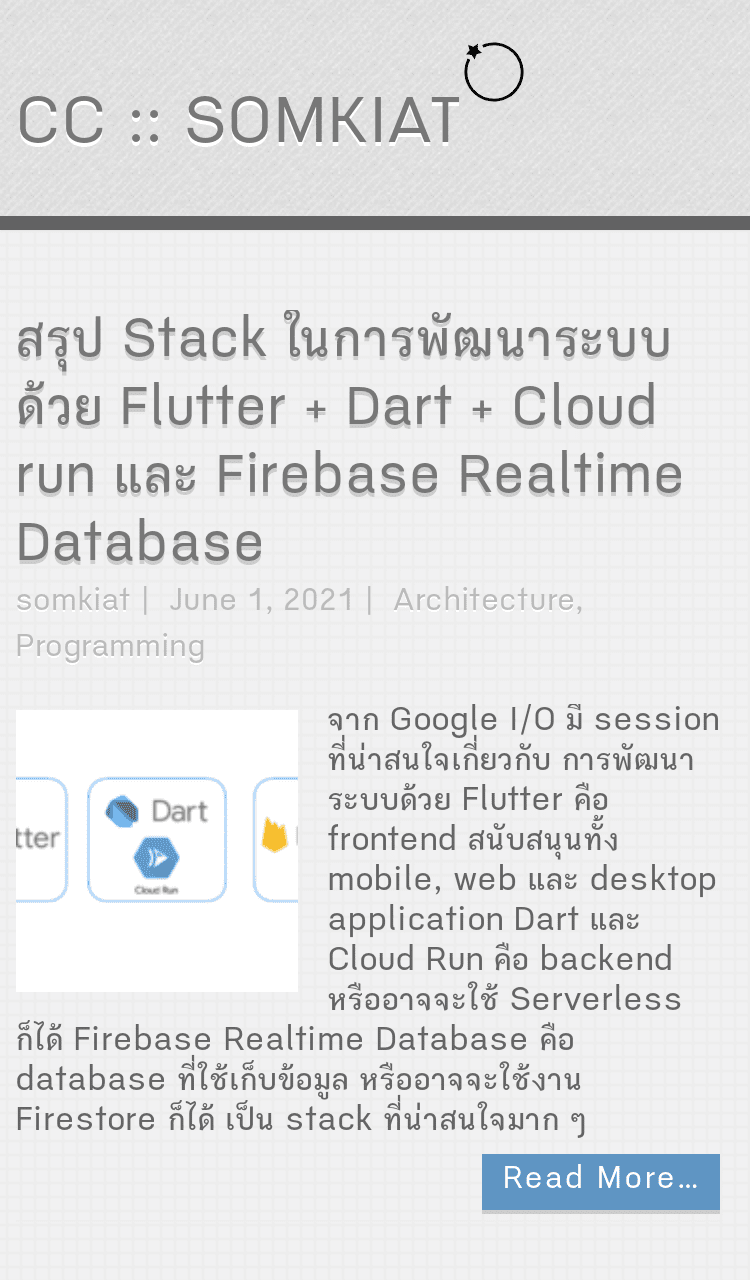 CC :: SOMKIAT
สรุป Stack ในการพัฒนาระบบ
ด้วย Flutter + Dart + Cloud
run และ Firebase Realtime
Database
somkiat | June 1, 2021 | Architecture,
Programming
จาก Google I/O มี session
ที่น่าสนใจเกี่ยวกับ การพัฒนา
ระบบด้วย Flutter คือ
frontend สนับสนุนทั้ง
mobile, web และ desktop
application Dart และ
Cloud Run คือ backend
หรืออาจจะใช้ Serverless
tter
Dart
Cloud Run
ก็ได้ Firebase Realtime Database คือ
database ที่ใช้เก็บข้อมูล หรืออาจจะใช้งาน
Firestore ก็ได้ เป็น stack ที่น่าสนใจมาก ๆ
Read More…